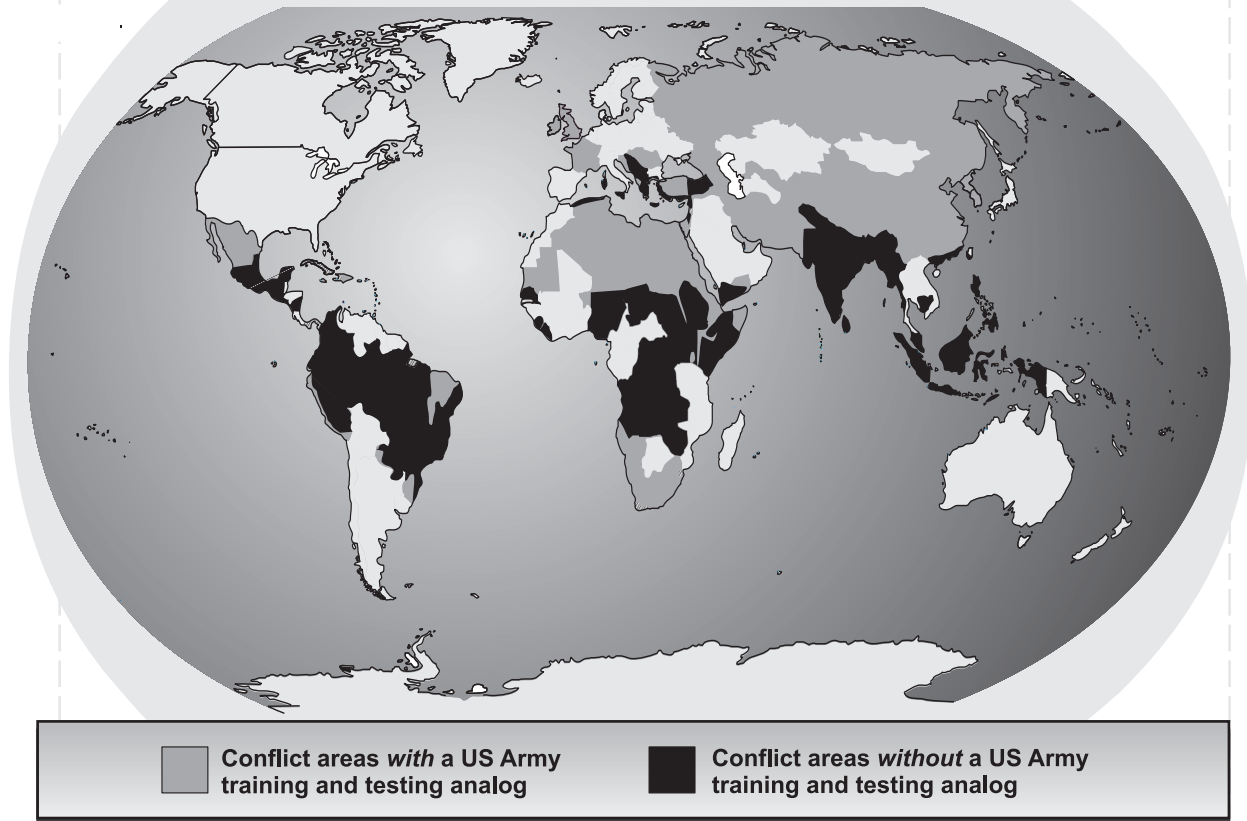 Conflict areas with a US Army
training and testing analog
Conflict areas without a US Army
training and testing analog